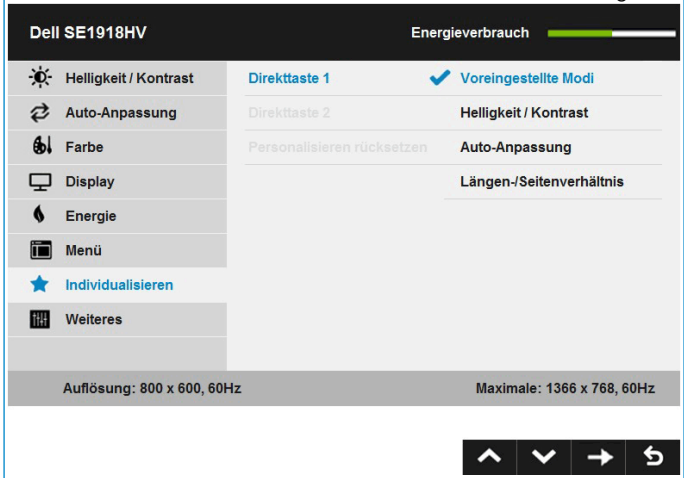 Dell SE1918HV Energieverbrauch
Helligkeit / Kontrast Direkttaste 1 Voreingestellte Modi
Auto-Anpassung Direkttaste 2 Helligkeit / Kontrast
Farbe Personalisieren rücksetzen Auto-Anpassung
Display Längen-/Seitenverhältnis
Energie
Menü
Individualisieren
Weiteres
Auflösung: 800 x 600, 60Hz Maximale: 1366 x 768, 60Hz